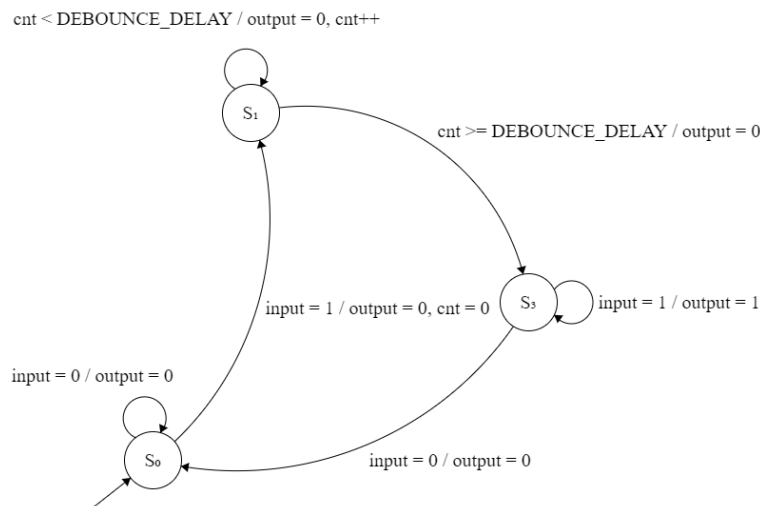 cnt < DEBOUNCE_DELAY / output = 0, cnt++
S₁
cnt >= DEBOUNCE_DELAY / output = 0
S₃
input = 1 / output = 1
input = 1 / output = 0, cnt = 0
input = 0 / output = 0
S₀
input = 0 / output = 0